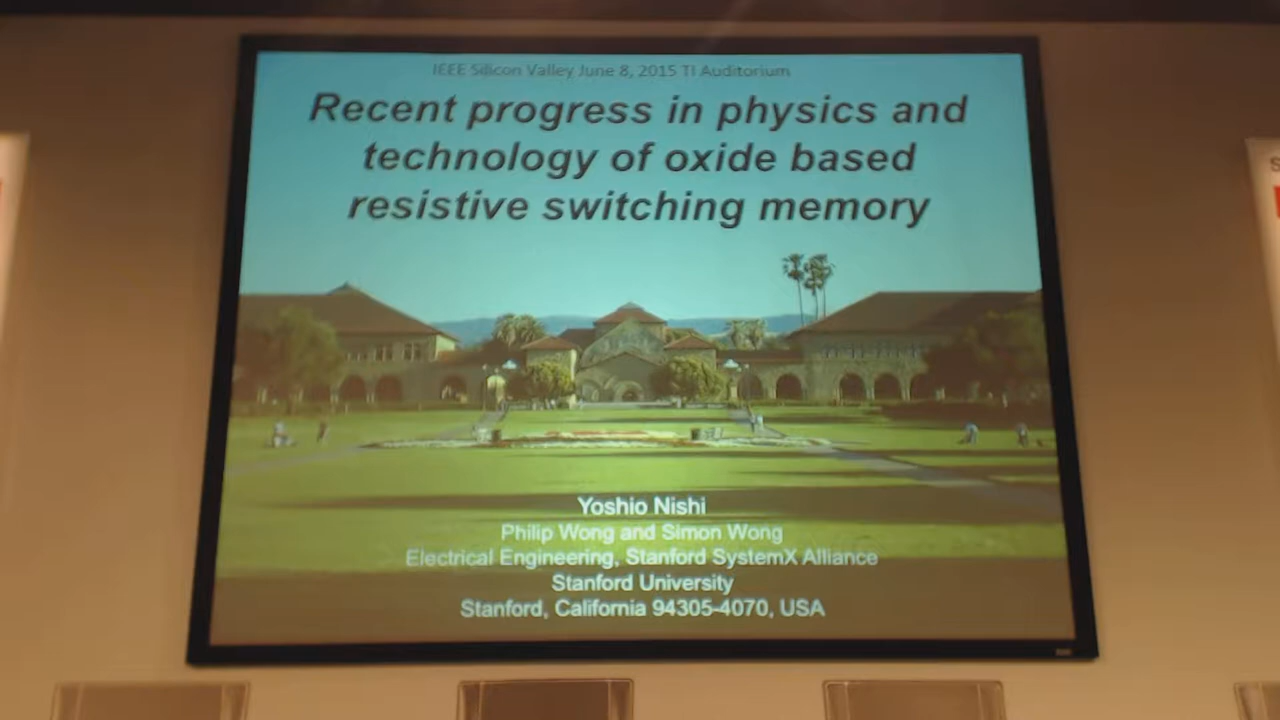 IEEE Silicon Valley June 8, 2015 TI Auditorium
Recent progress in physics and
technology of oxide based
resistive switching memory
Yoshio Nishi
Philip Wong and Simon Wong
Electrical Engineering, Stanford SystemX Alliance
Stanford University
Stanford, California 94305-4070, USA